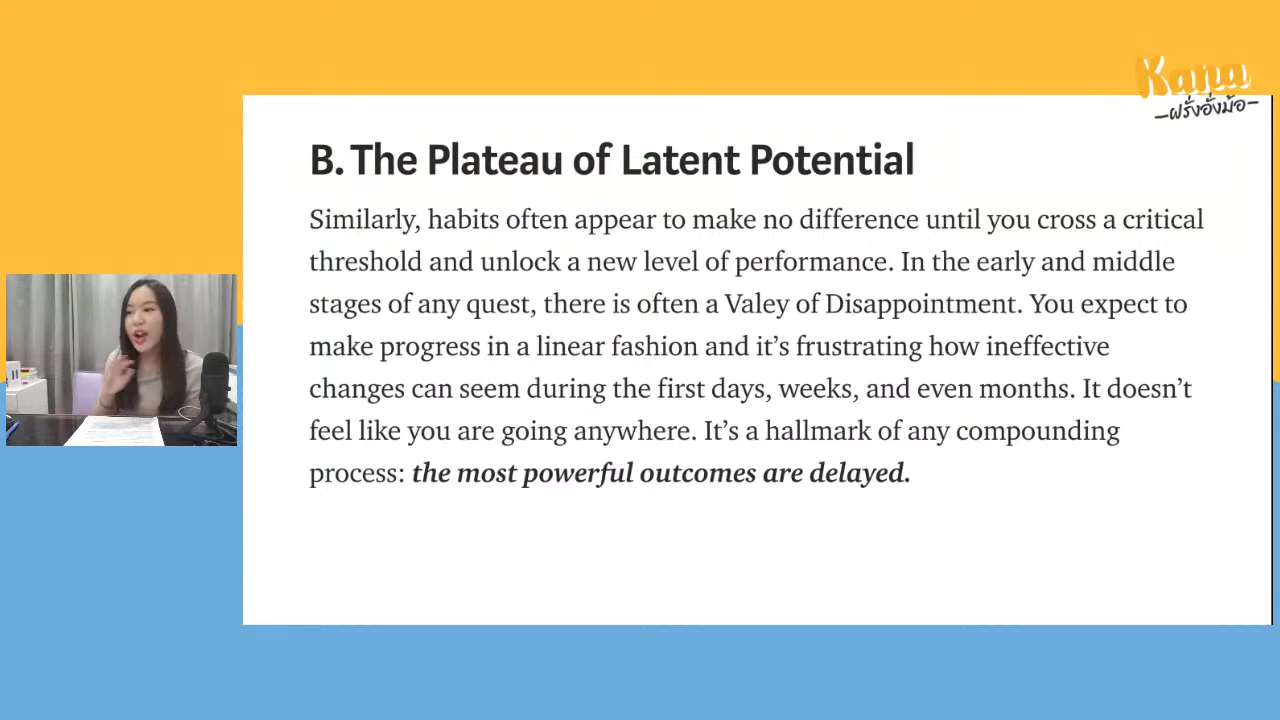 Kana
–ฝรั่งอั่งม้อ–
B. The Plateau of Latent Potential
Similarly, habits often appear to make no difference until you cross a critical
threshold and unlock a new level of performance. In the early and middle
stages of any quest, there is often a Valey of Disappointment. You expect to
make progress in a linear fashion and it’s frustrating how ineffective
changes can seem during the first days, weeks, and even months. It doesn’t
feel like you are going anywhere. It’s a hallmark of any compounding
process: the most powerful outcomes are delayed.